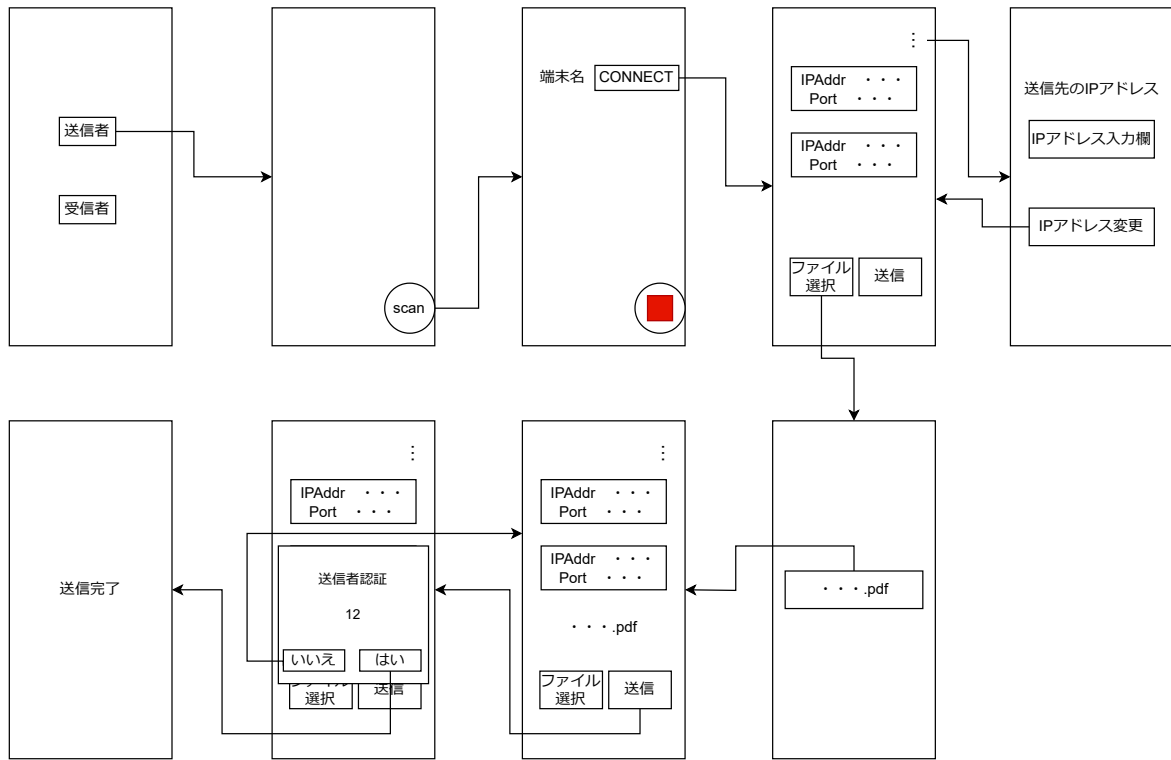 送信者
受信者
scan
端末名 CONNECT
⋮
IPAddr ・・・
Port ・・・
IPAddr ・・・
Port ・・・
ファイル
選択
送信
送信先のIPアドレス
IPアドレス入力欄
IPアドレス変更
送信完了
⋮
IPAddr ・・・
Port ・・・
送信者認証
12
いいえ
はい
ファイル
選択
送信
⋮
IPAddr ・・・
Port ・・・
IPAddr ・・・
Port ・・・
・・・.pdf
ファイル
選択
送信
・・・.pdf